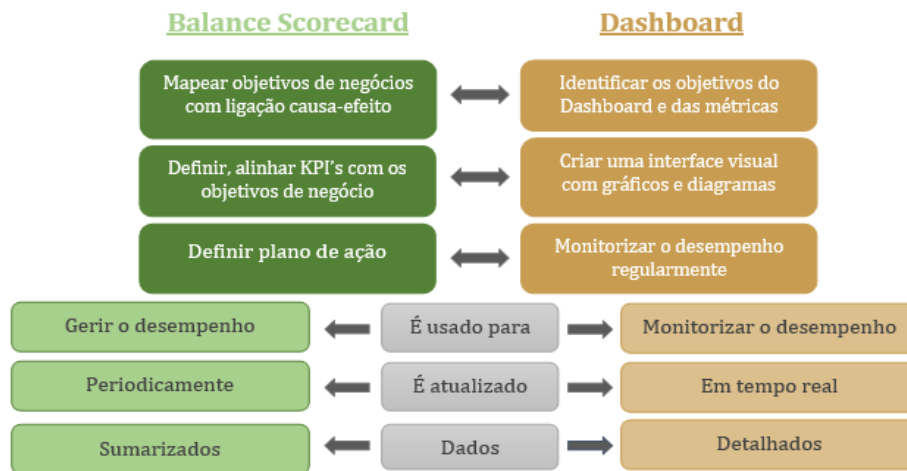 Balance Scorecard
Dashboard
Mapear objetivos de negócios
com ligação causa-efeito
Identificar os objetivos do
Dashboard e das métricas
Definir, alinhar KPI's com os
objetivos de negócio
Criar uma interface visual
com gráficos e diagramas
Definir plano de ação
Monitorizar o desempenho
regularmente
Gerir o desempenho
É usado para
Monitorizar o desempenho
Periodicamente
É atualizado
Em tempo real
Sumarizados
Dados
Detalhados